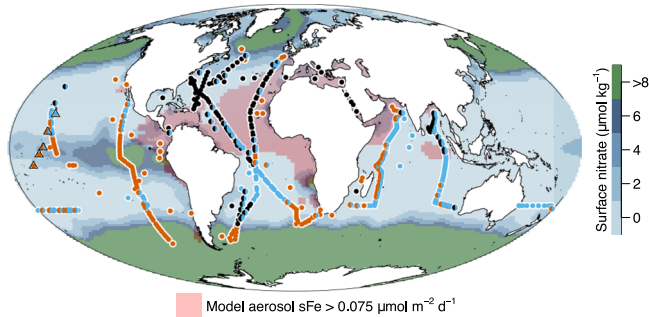 >8
6
4
2
0
Surface nitrate (µmol kg⁻¹)
Model aerosol sFe > 0.075 µmol m⁻² d⁻¹